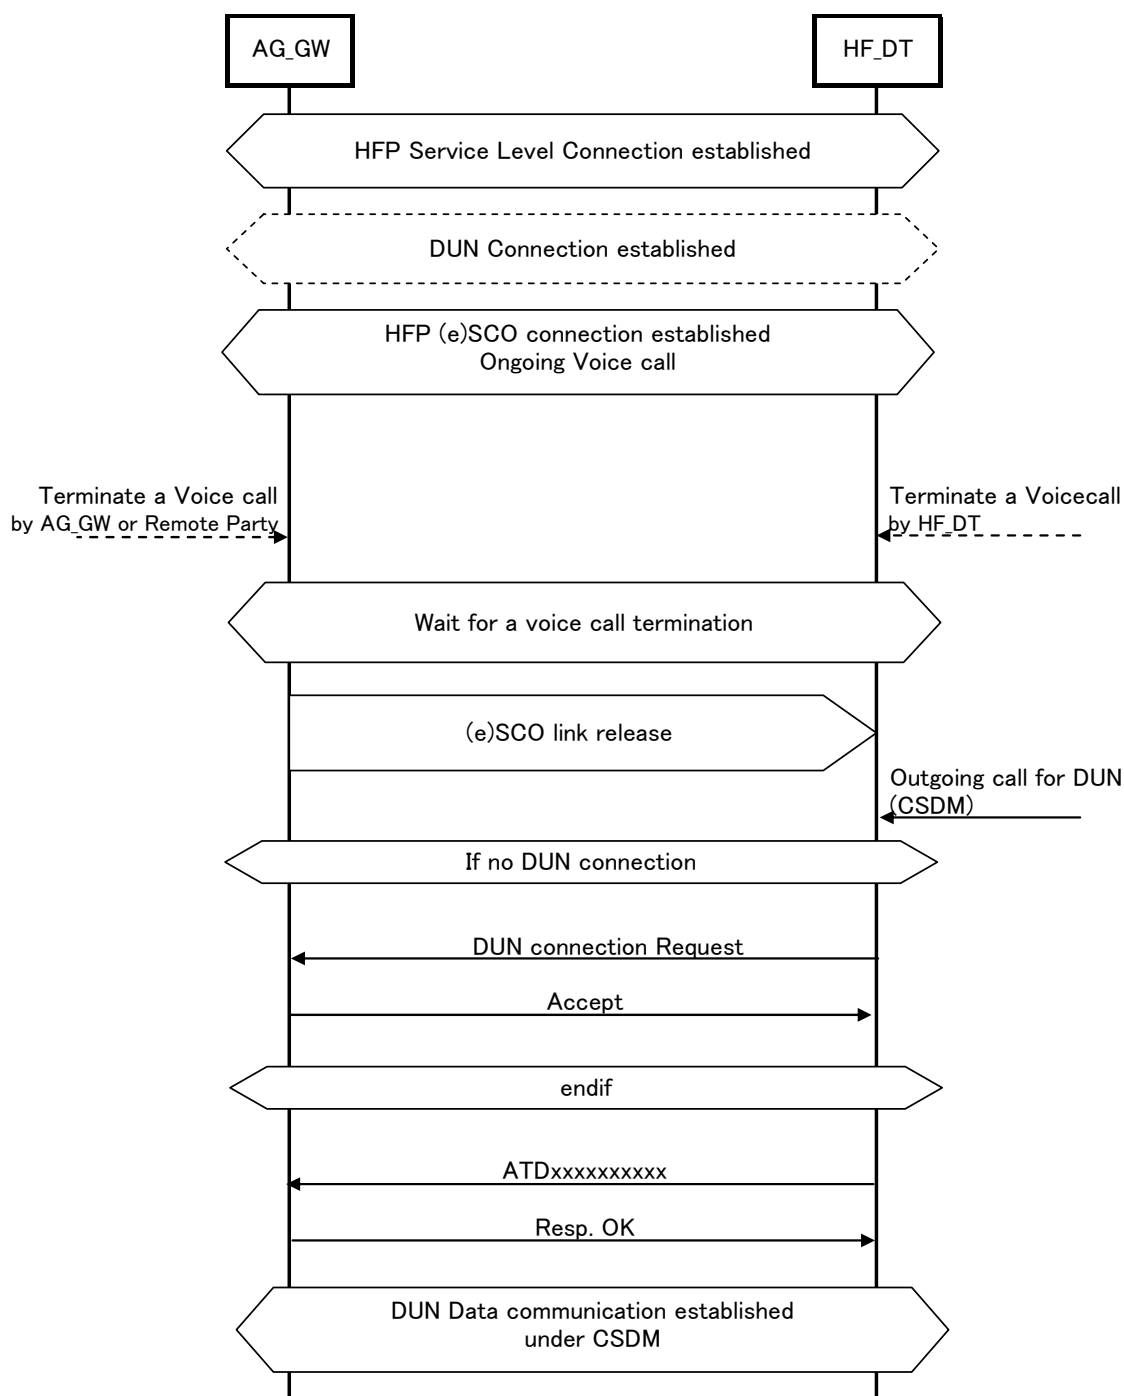 AG_GW
HF_DT
HFP Service Level Connection established
DUN Connection established
HFP (e)SCO connection established
Ongoing Voice call
Terminate a Voice call
by AG_GW or Remote Party
Terminate a Voicecall
by HF_DT
Wait for a voice call termination
(e)SCO link release
Outgoing call for DUN
(CSDM)
If no DUN connection
DUN connection Request
Accept
endif
ATDxxxxxxxxxx
Resp. OK
DUN Data communication established
under CSDM